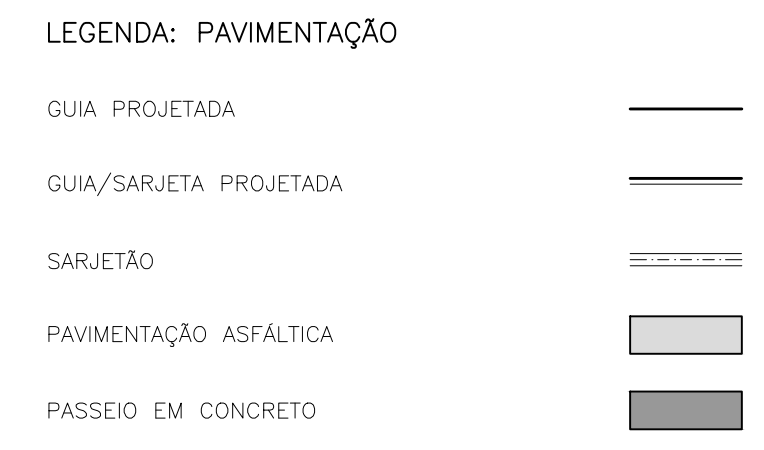 LEGENDA: PAVIMENTAÇÃO
GUIA PROJETADA
GUIA/SARJETA PROJETADA
SARJETÃO
PAVIMENTAÇÃO ASFÁLTICA
PASSEIO EM CONCRETO